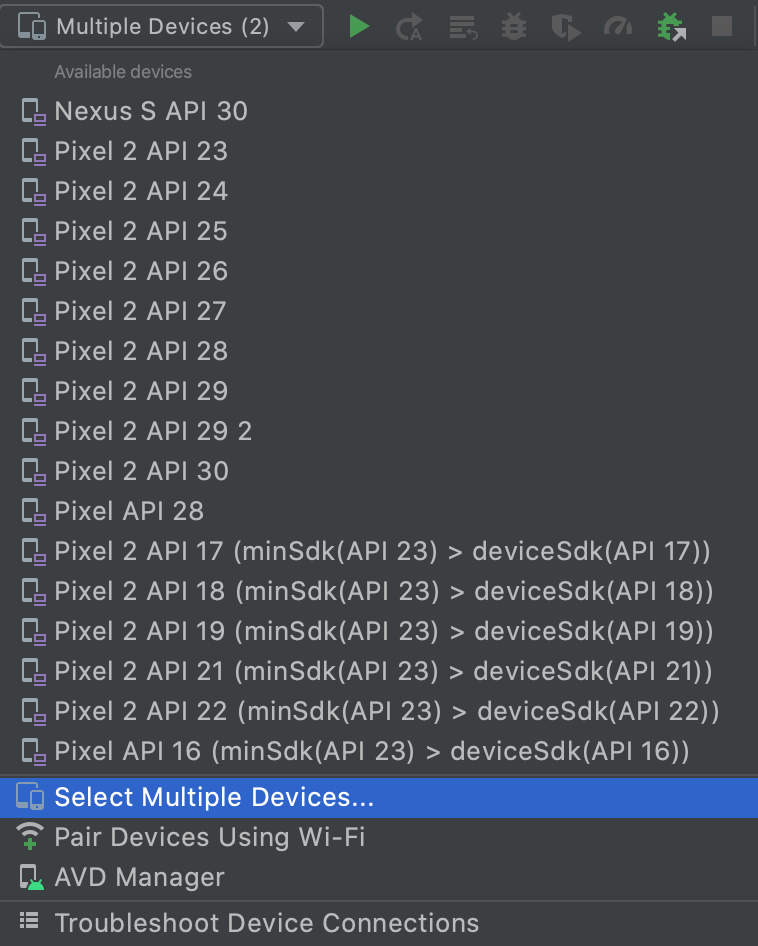 Multiple Devices (2)
Available devices
Nexus S API 30
Pixel 2 API 23
Pixel 2 API 24
Pixel 2 API 25
Pixel 2 API 26
Pixel 2 API 27
Pixel 2 API 28
Pixel 2 API 29
Pixel 2 API 29 2
Pixel 2 API 30
Pixel API 28
Pixel 2 API 17 (minSdk(API 23) > deviceSdk(API 17))
Pixel 2 API 18 (minSdk(API 23) > deviceSdk(API 18))
Pixel 2 API 19 (minSdk(API 23) > deviceSdk(API 19))
Pixel 2 API 21 (minSdk(API 23) > deviceSdk(API 21))
Pixel 2 API 22 (minSdk(API 23) > deviceSdk(API 22))
Pixel API 16 (minSdk(API 23) > deviceSdk(API 16))
Select Multiple Devices...
Pair Devices Using Wi-Fi
AVD Manager
Troubleshoot Device Connections